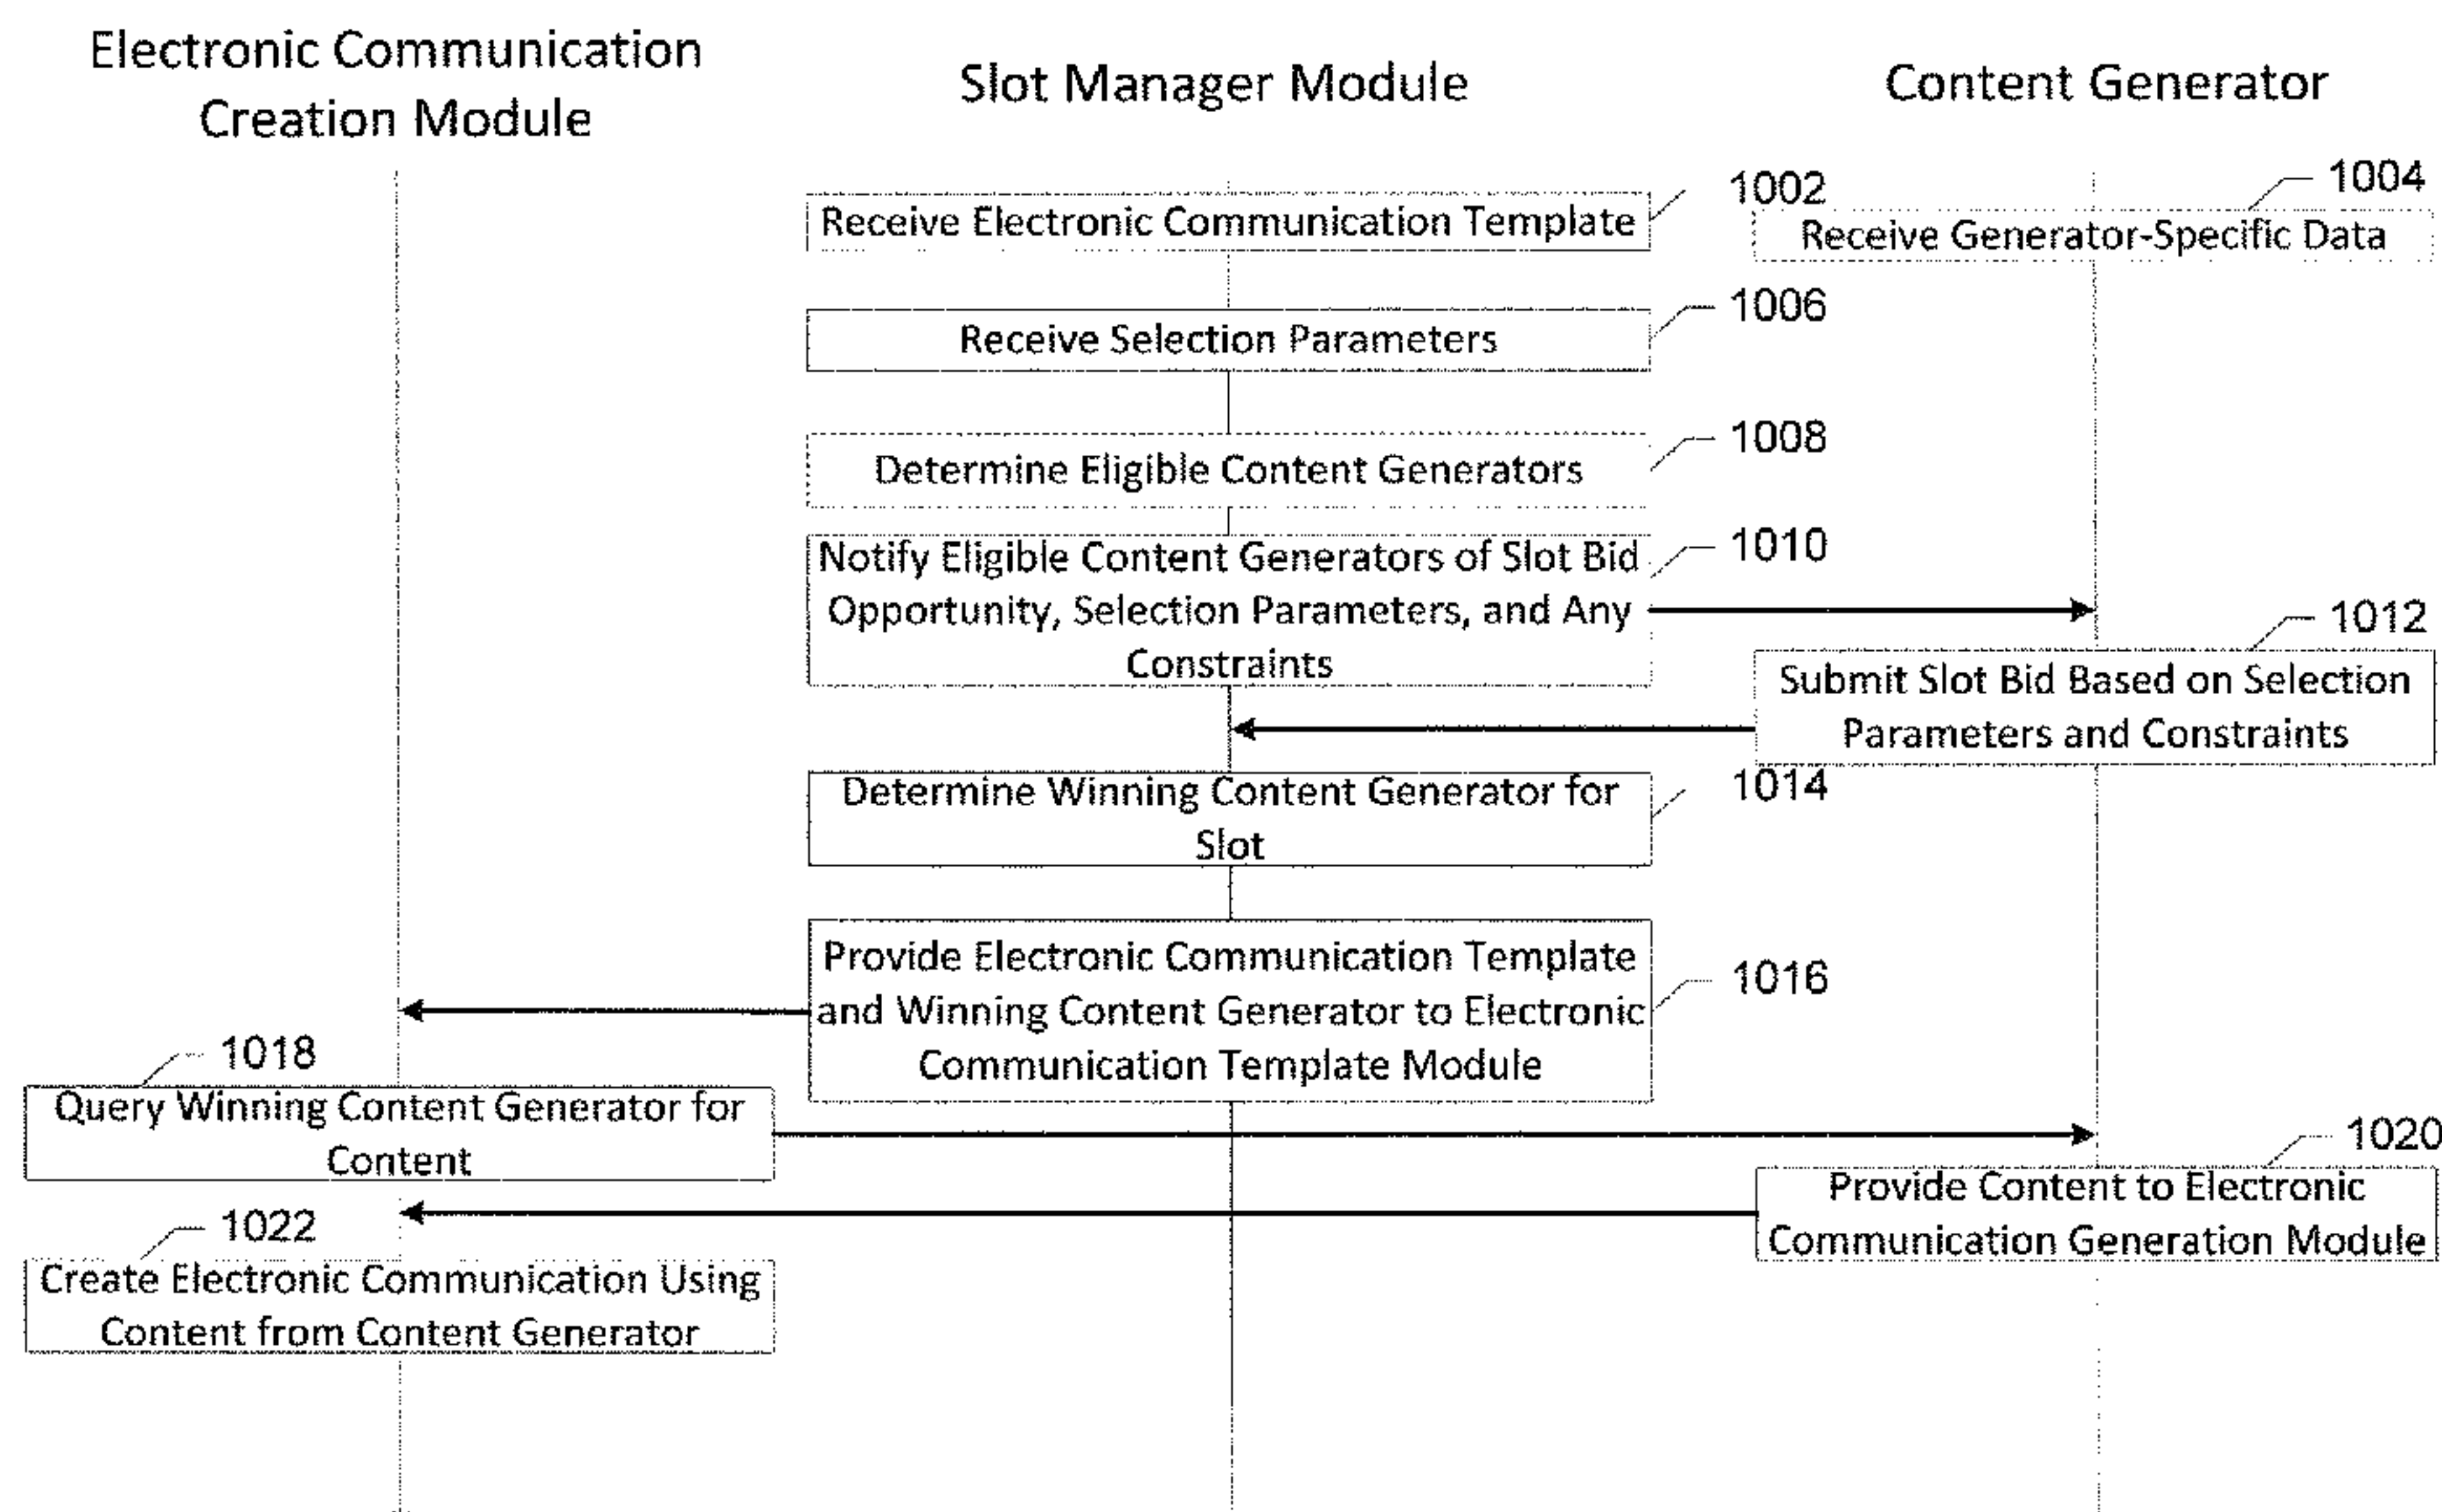 Electronic Communication
Creation Module
Slot Manager Module
Content Generator
1002
Receive Electronic Communication Template
1004
Receive Generator-Specific Data
1006
Receive Selection Parameters
1008
Determine Eligible Content Generators
1010
Notify Eligible Content Generators of Slot Bid
Opportunity, Selection Parameters, and Any
Constraints
1012
Submit Slot Bid Based on Selection
Parameters and Constraints
1014
Determine Winning Content Generator for
Slot
1016
Provide Electronic Communication Template
and Winning Content Generator to Electronic
Communication Template Module
1018
Query Winning Content Generator for
Content
1020
Provide Content to Electronic
Communication Generation Module
1022
Create Electronic Communication Using
Content from Content Generator